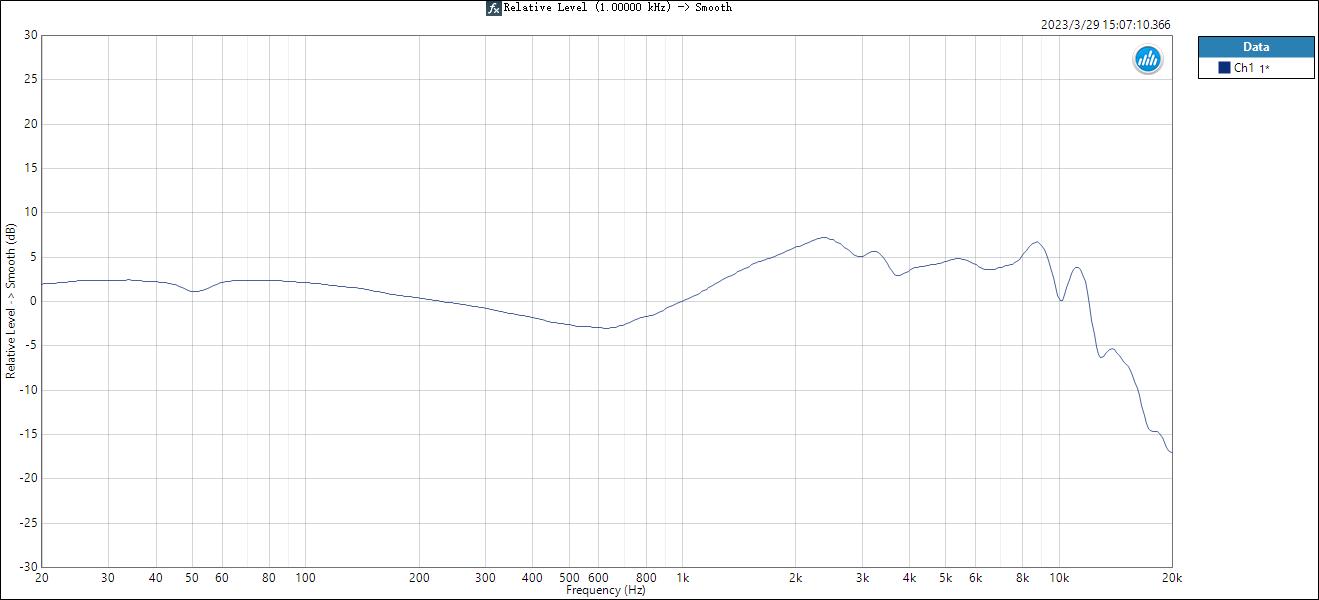 fx Relative Level (1.00000 kHz) -> Smooth
2023/3/29 15:07:10.366
Data
Ch1 1*
Relative Level -> Smooth (dB)
30
25
20
15
10
5
0
-5
-10
-15
-20
-25
-30
20 30 40 50 60 80 100 200 300 400 500 600 800 1k 2k 3k 4k 5k 6k 8k 10k 20k
Frequency (Hz)